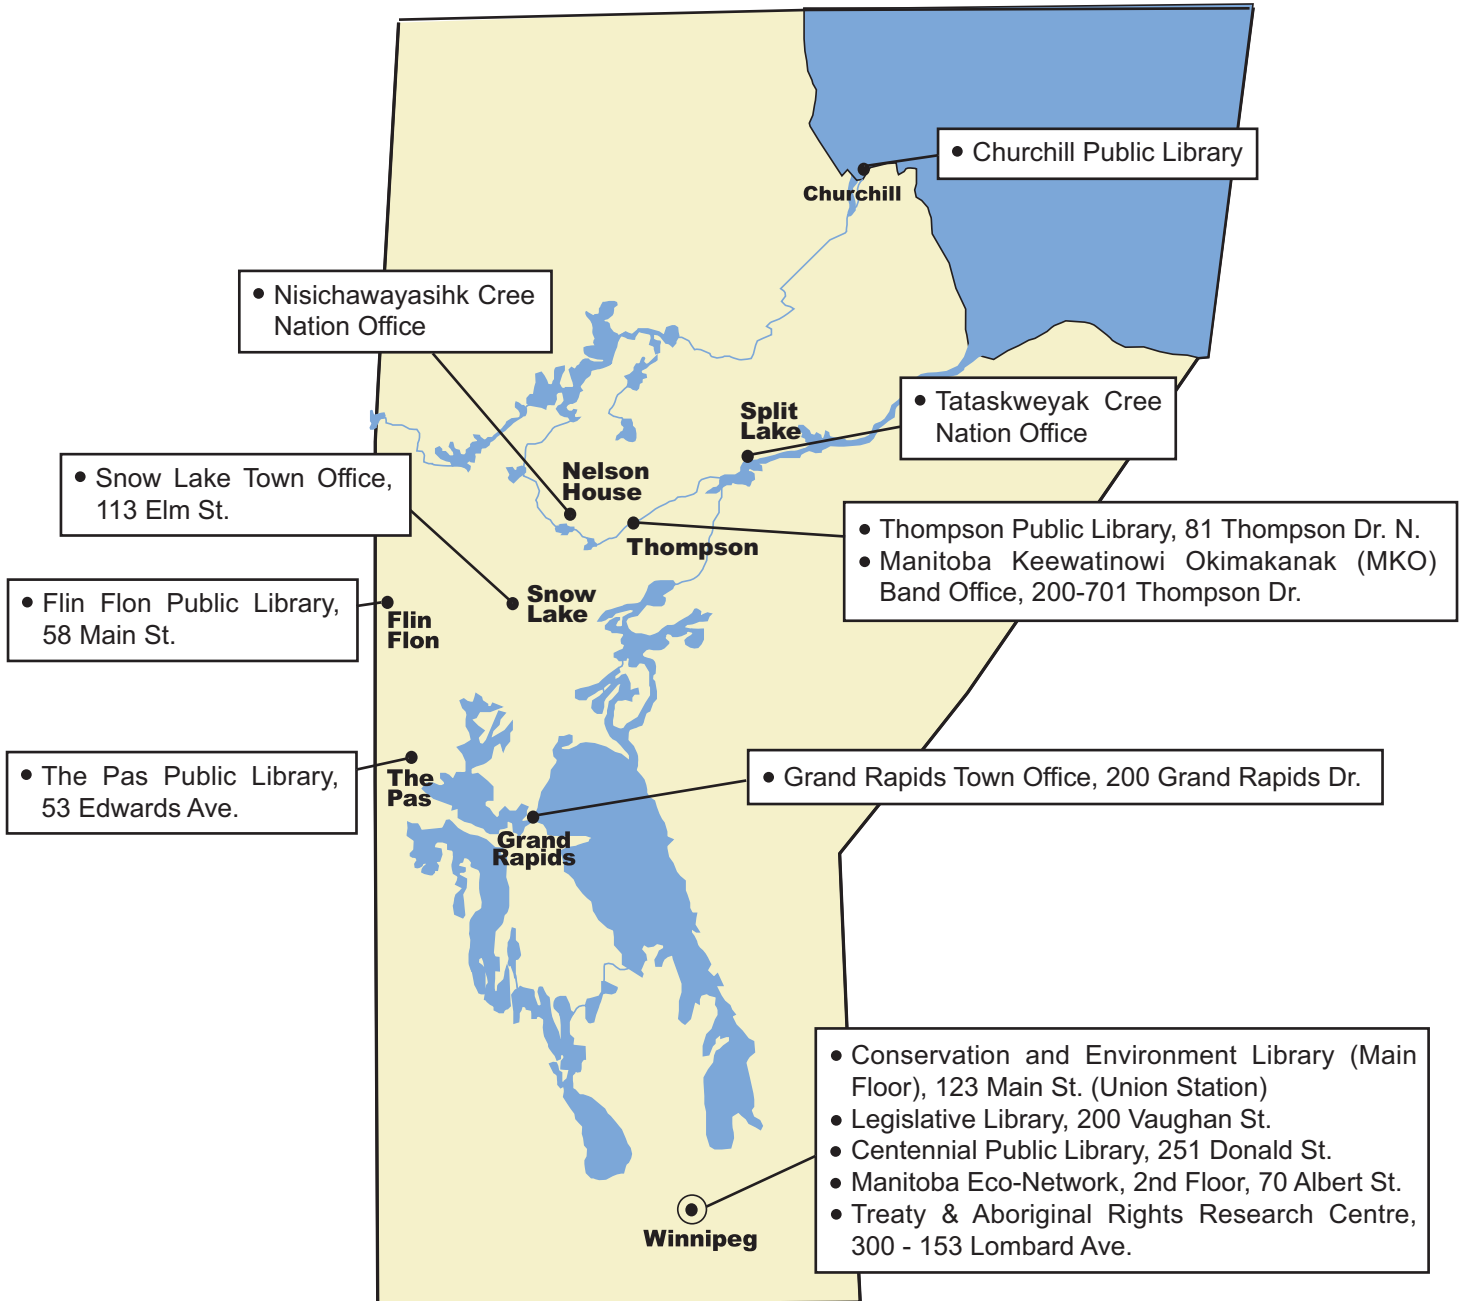 • Churchill Public Library
Churchill
• Nisichawayasihk Cree
Nation Office
• Tataskweyak Cree
Nation Office
Split
Lake
• Snow Lake Town Office,
113 Elm St.
Nelson
House
Thompson
• Thompson Public Library, 81 Thompson Dr. N.
• Manitoba Keewatinowi Okimakanak (MKO)
Band Office, 200-701 Thompson Dr.
• Flin Flon Public Library,
58 Main St.
Flin
Flon
Snow
Lake
• The Pas Public Library,
53 Edwards Ave.
The
Pas
• Grand Rapids Town Office, 200 Grand Rapids Dr.
Grand
Rapids
• Conservation and Environment Library (Main
Floor), 123 Main St. (Union Station)
• Legislative Library, 200 Vaughan St.
• Centennial Public Library, 251 Donald St.
• Manitoba Eco-Network, 2nd Floor, 70 Albert St.
• Treaty & Aboriginal Rights Research Centre,
300 - 153 Lombard Ave.
Winnipeg